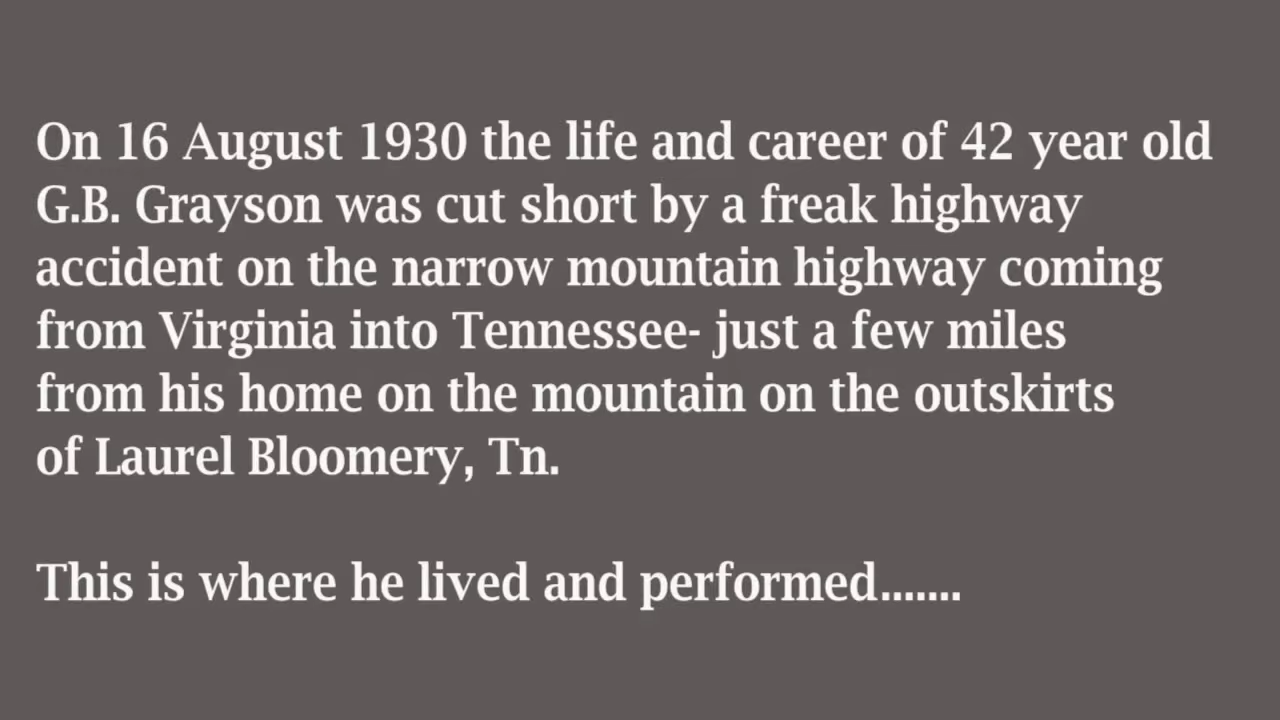 On 16 August 1930 the life and career of 42 year old
G.B. Grayson was cut short by a freak highway
accident on the narrow mountain highway coming
from Virginia into Tennessee- just a few miles
from his home on the mountain on the outskirts
of Laurel Bloomery, Tn.
This is where he lived and performed.......